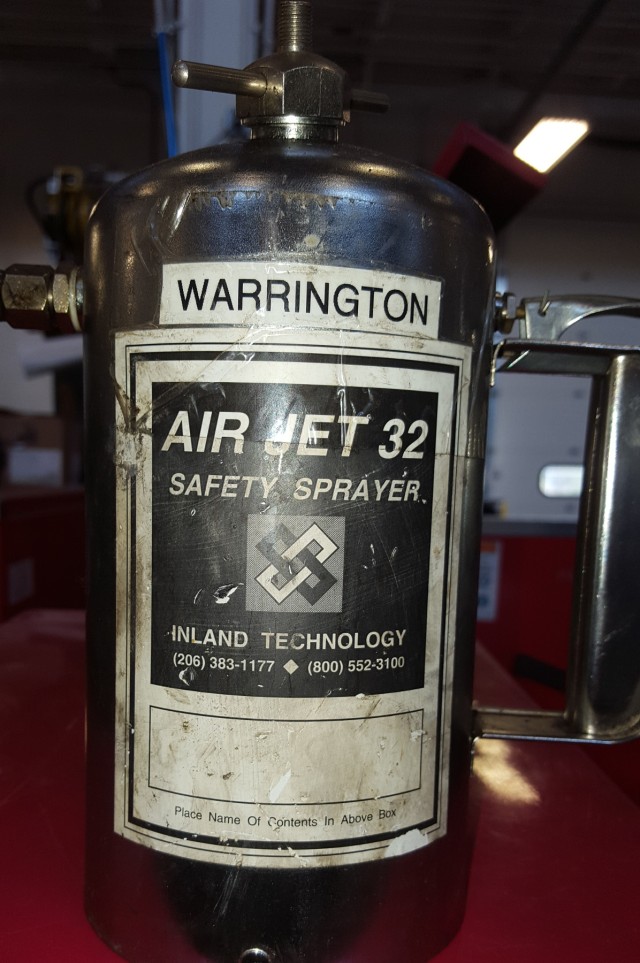 WARRINGTON
AIR JET 32
SAFETY SPRAYER
INLAND TECHNOLOGY
(206) 383-1177 ◆ (800) 552-3100
Place Name Of Contents In Above Box